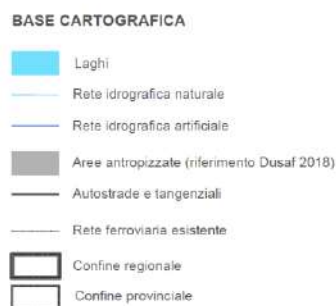 BASE CARTOGRAFICA
Laghi
Rete idrografica naturale
Rete idrografica artificiale
Aree antropizzate (riferimento Dusaf 2018)
Autostrade e tangenziali
Rete ferroviaria esistente
Confine regionale
Confine provinciale